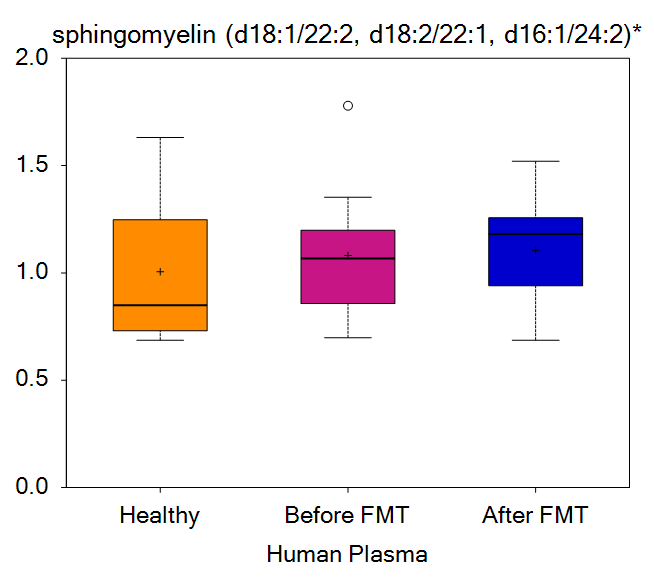 sphingomyelin (d18:1/22:2, d18:2/22:1, d16:1/24:2)*
2.0
1.5
1.0
0.5
0.0
Healthy Before FMT After FMT
Human Plasma